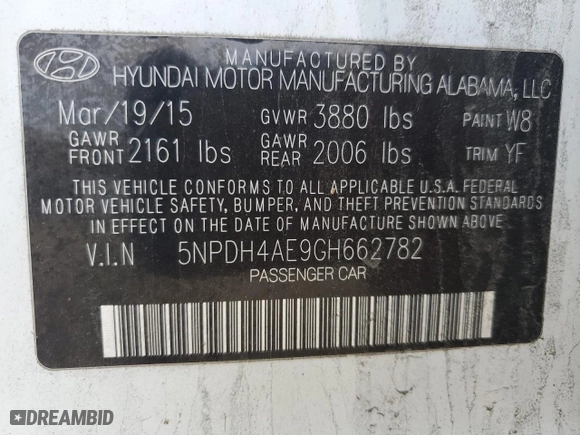 MANUFACTURED BY
HYUNDAI MOTOR MANUFACTURING ALABAMA, LLC
Mar/19/15 GVWR 3880 lbs PAINT W8
GAWR FRONT 2161 lbs GAWR REAR 2006 lbs TRIM YF
THIS VEHICLE CONFORMS TO ALL APPLICABLE U.S.A. FEDERAL
MOTOR VEHICLE SAFETY, BUMPER, AND THEFT PREVENTION STANDARDS
IN EFFECT ON THE DATE OF MANUFACTURE SHOWN ABOVE.
V.I.N 5NPDH4AE9GH662782
PASSENGER CAR
DREAMBID